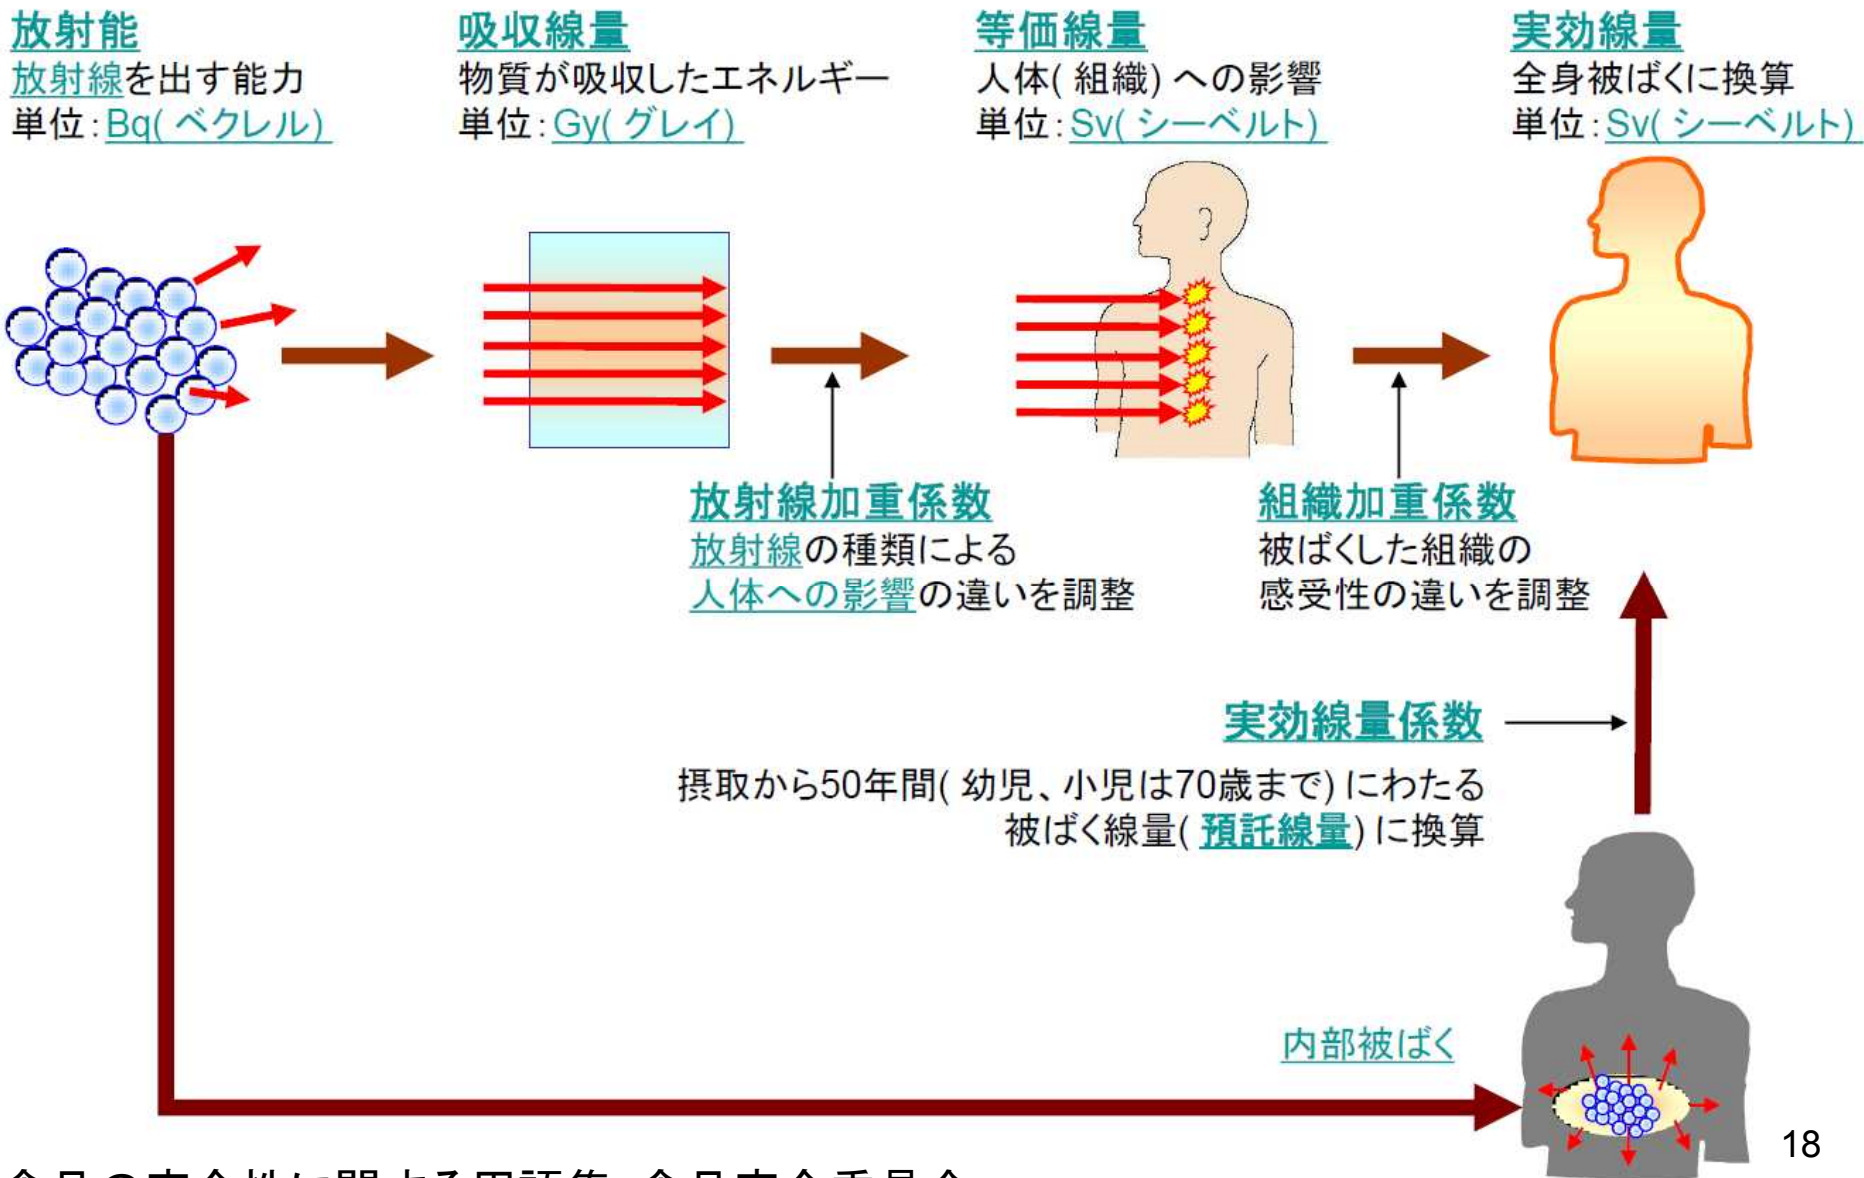 放射能
放射線を出す能力
単位:Bq(ベクレル)
吸収線量
物質が吸収したエネルギー
単位:Gy(グレイ)
等価線量
人体(組織)への影響
単位:Sv(シーベルト)
実効線量
全身被ばくに換算
単位:Sv(シーベルト)
放射線加重係数
放射線の種類による
人体への影響の違いを調整
組織加重係数
被ばくした組織の
感受性の違いを調整
実効線量係数
摂取から50年間(幼児、小児は70歳まで)にわたる
被ばく線量(預託線量)に換算
内部被ばく
18